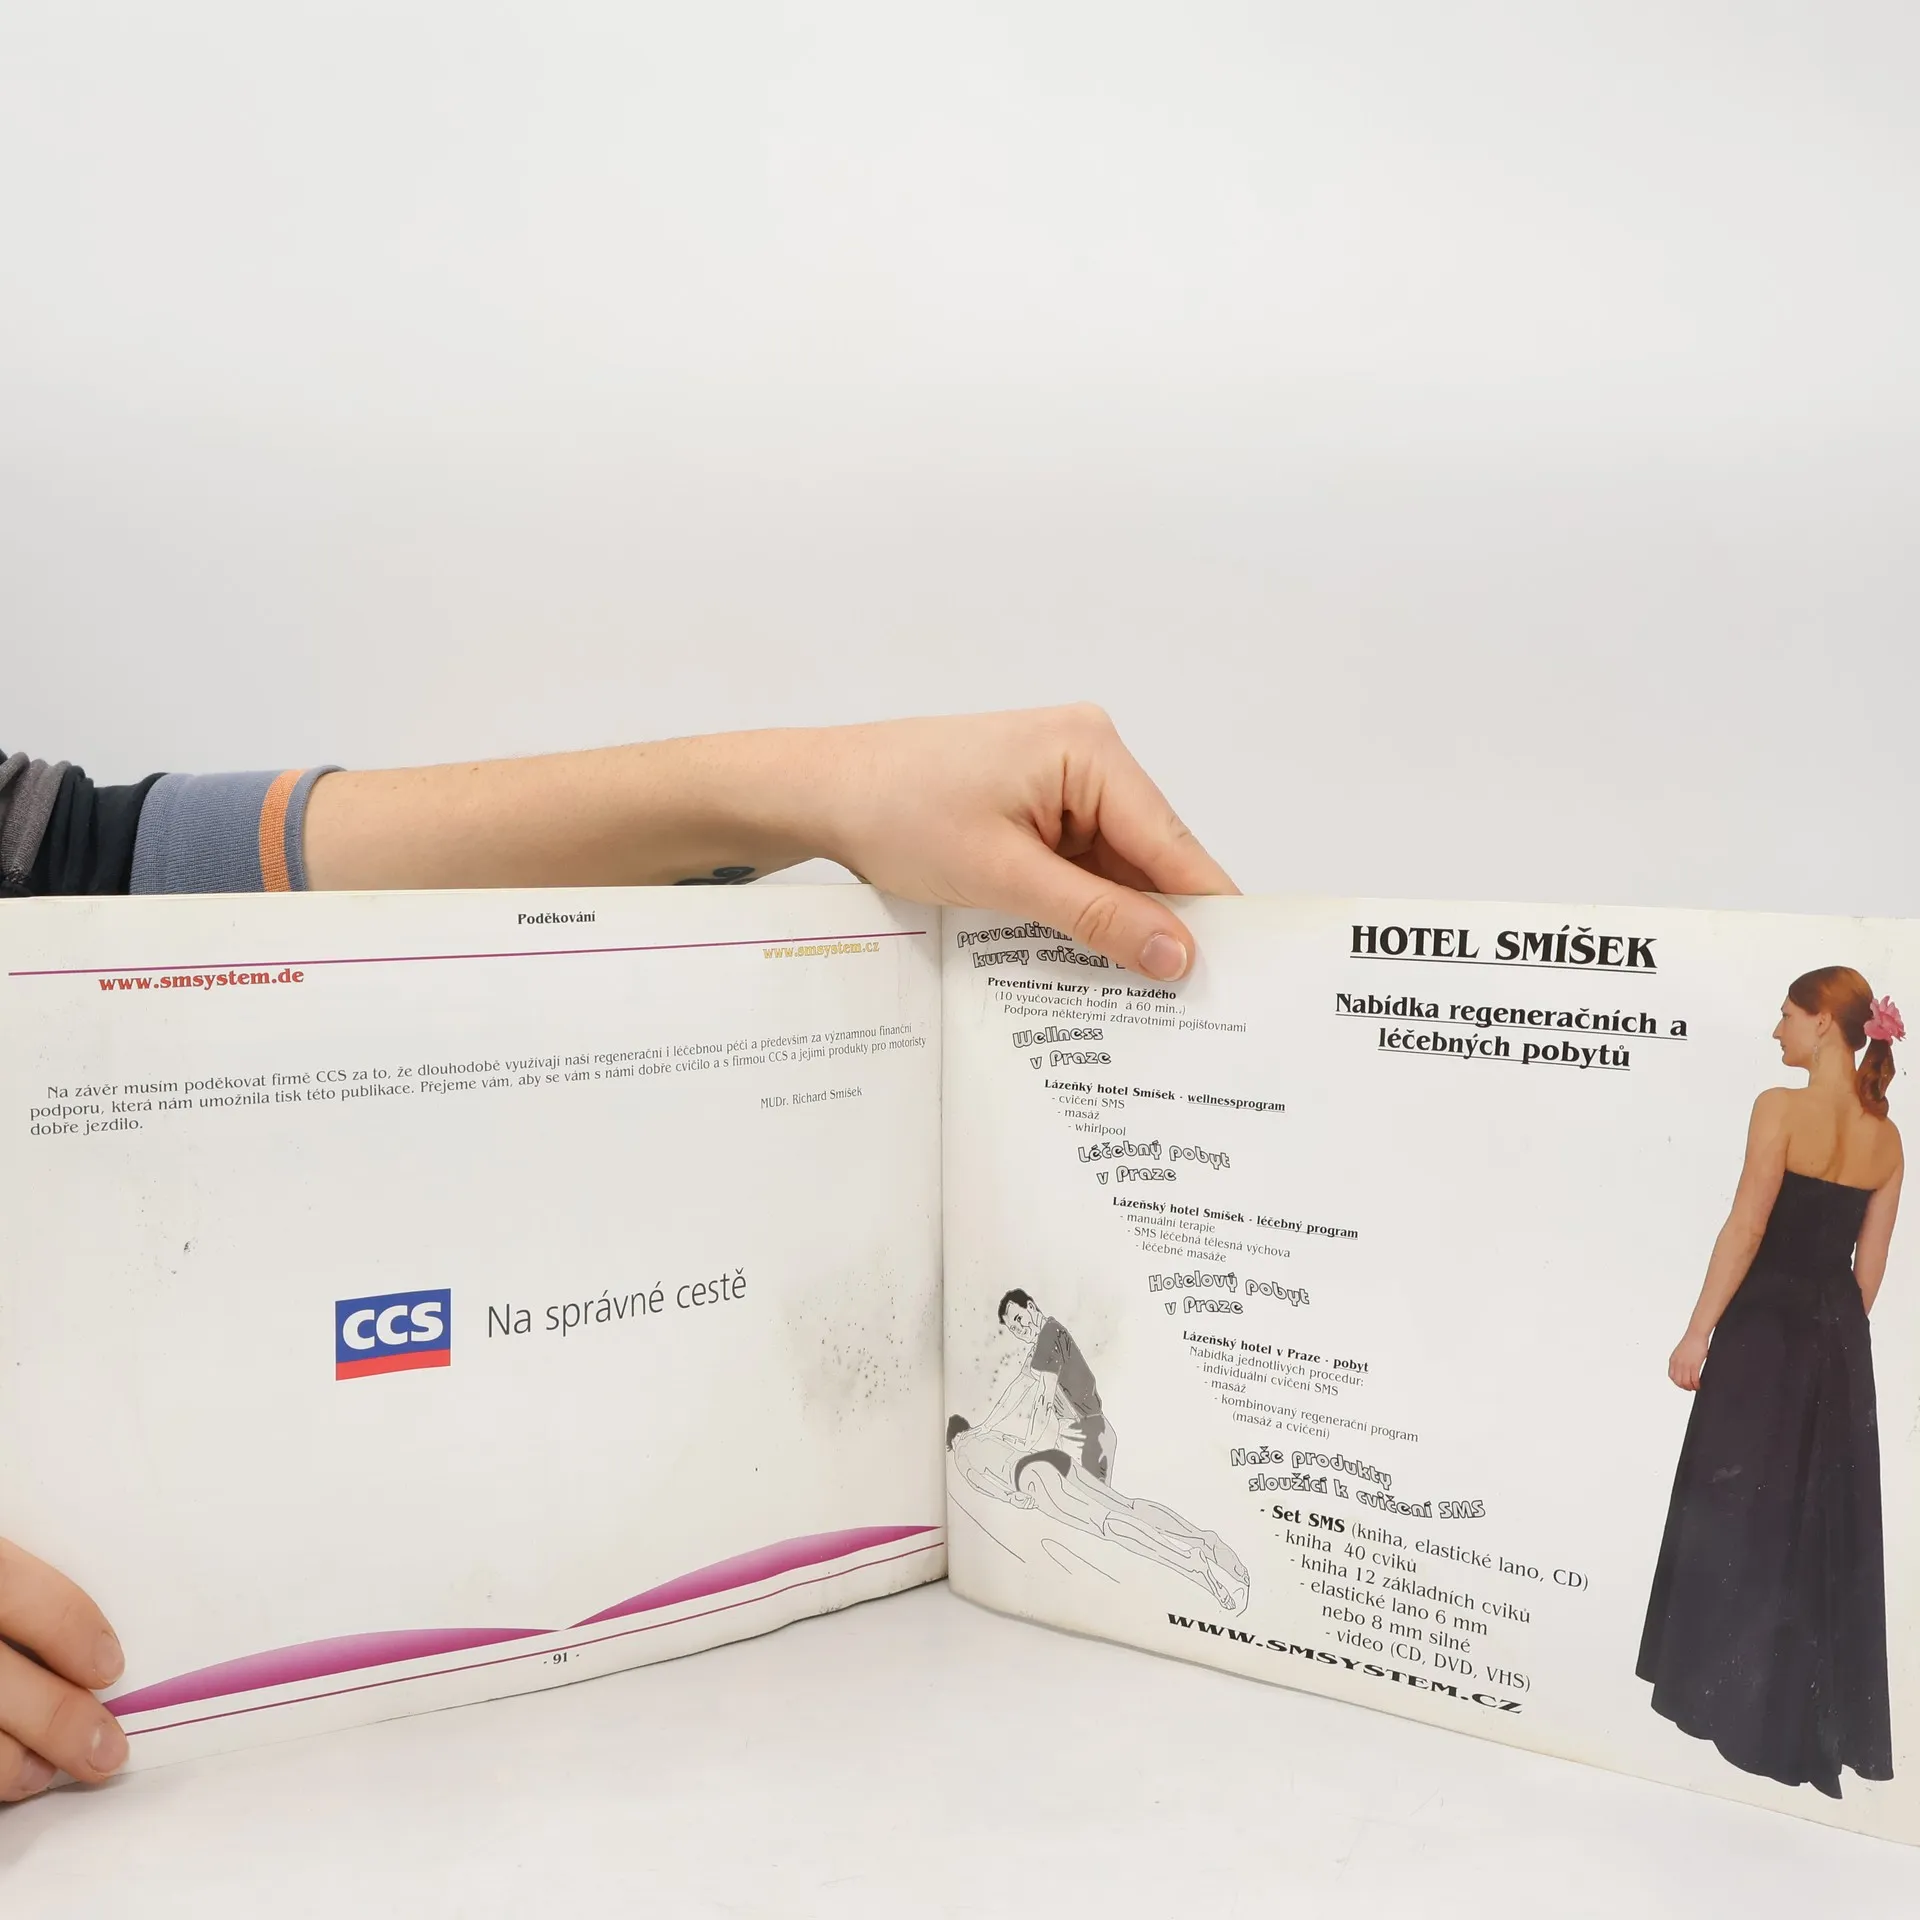 Poděkování
www.smsystem.cz
www.smsystem.de
Na závěr musím poděkovat firmě CCS za to, že dlouhodobě využívají naší regenerační i léčebnou péči a především za významnou finanční
podporu, která nám umožnila tisk této publikace. Přejeme vám, aby se vám s námi dobře cvičilo a s firmou CCS a jejími produkty pro motoristy
dobře jezdilo.
MUDr. Richard Smíšek
CCS Na správné cestě
- 91 -
kurzy cvičení
Preventivní kurzy - pro každého
(10 vyučovacích hodin á 60 min..)
Podpora některými zdravotními pojišťovnami
Wellness
v Praze
Lázeňký hotel Smíšek - wellnessprogram
- cvičení SMS
- masáž
- whirlpool
Léčebný pobyt
v Praze
Lázeňský hotel Smíšek - léčebný program
- manuální terapie
- SMS léčebná tělesná výchova
- léčebné masáže
Hotelový pobyt
v Praze
Lázeňský hotel v Praze - pobyt
Nabídka jednotlivých procedur:
- individuální cvičení SMS
- masáž
- kombinovaný regenerační program
(masáž a cvičení)
Naše produkty
sloužící k cvičení SMS
- Set SMS (kniha, elastické lano, CD)
- kniha 40 cviků
- kniha 12 základních cviků
- elastické lano 6 mm
nebo 8 mm silné
- video (CD, DVD, VHS)
WWW.SMSYSTEM.CZ
HOTEL SMÍŠEK
Nabídka regeneračních a
léčebných pobytů